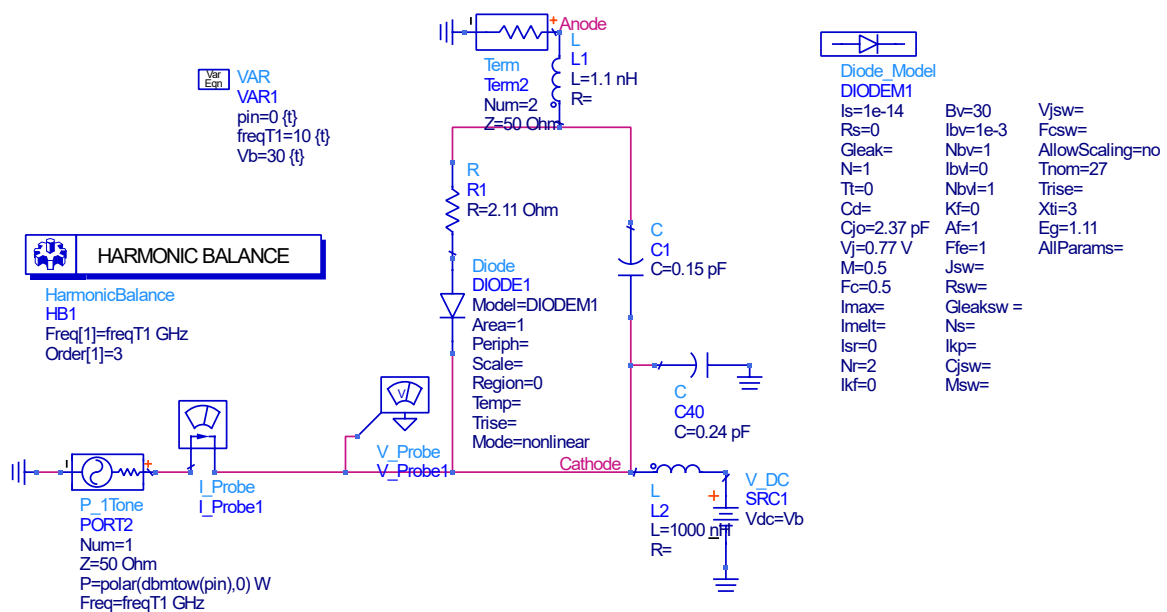 Var
Eqn
VAR
VAR1
pin=0 {t}
freqT1=10 {t}
Vb=30 {t}
HARMONIC BALANCE
HarmonicBalance
HB1
Freq[1]=freqT1 GHz
Order[1]=3
Term
Term2
Num=2
Z=50 Ohm
Anode
L
L1
L=1.1 nH
R=
R
R1
R=2.11 Ohm
Diode
DIODE1
Model=DIODEM1
Area=1
Periph=
Scale=
Region=0
Temp=
Trise=
Mode=nonlinear
C
C1
C=0.15 pF
C
C40
C=0.24 pF
V
V_Probe
V_Probe1
I_Probe
I_Probe1
P_1Tone
PORT2
Num=1
Z=50 Ohm
P=polar(dbmtow(pin),0) W
Freq=freqT1 GHz
Cathode
L
L2
L=1000 nH
R=
V_DC
SRC1
Vdc=Vb
Diode_Model
DIODEM1
Is=1e-14
Rs=0
Gleak=
N=1
Tt=0
Cd=
Cjo=2.37 pF
Vj=0.77 V
M=0.5
Fc=0.5
Imax=
Imelt=
Isr=0
Nr=2
Ikf=0
Bv=30
Ibv=1e-3
Nbv=1
Ibvl=0
Nbvl=1
Kf=0
Af=1
Ffe=1
Jsw=
Rsw=
Gleaksw =
Ns=
Ikp=
Cjsw=
Msw=
Vjsw=
Fcsw=
AllowScaling=no
Tnom=27
Trise=
Xti=3
Eg=1.11
AllParams=